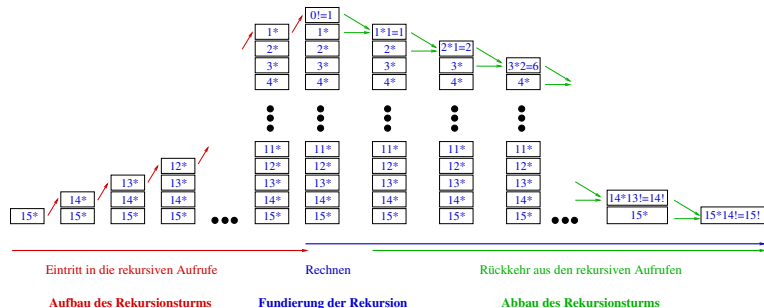 0!=1
1* 1* 1*1=1
2* 2* 2* 2*1=2
3* 3* 3* 3* 3*2=6
4* 4* 4* 4* 4*
11* 11* 11* 11* 11*
12* 12* 12* 12* 12* 12*
13* 13* 13* 13* 13* 13* 13*
14* 14* 14* 14* 14* 14* 14* 14* 14*13!=14!
15* 15* 15* 15* 15* 15* 15* 15* 15* 15* 15*14!=15!
Eintritt in die rekursiven Aufrufe Rechnen Rückkehr aus den rekursiven Aufrufen
Aufbau des Rekursionsturms Fundierung der Rekursion Abbau des Rekursionsturms